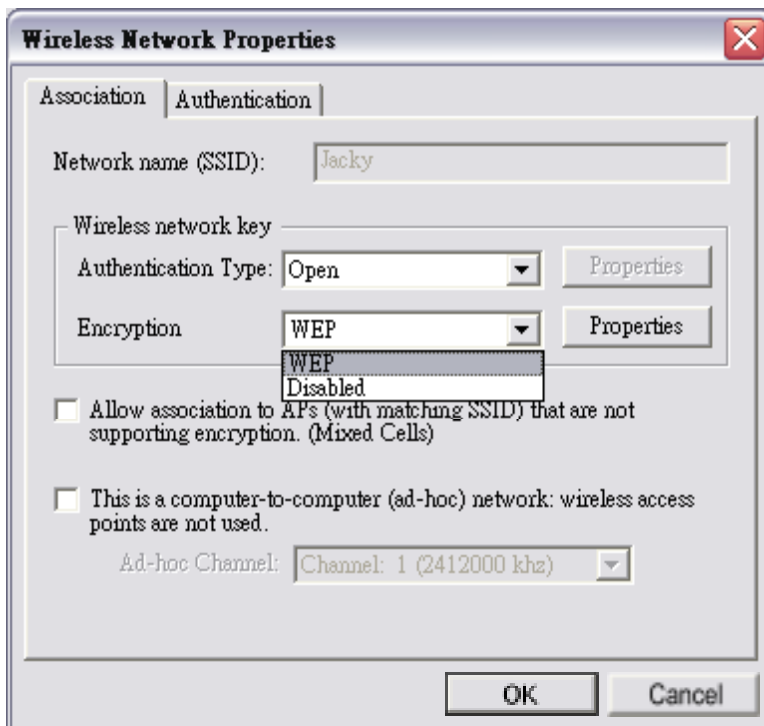 Wireless Network Properties
Association
Authentication
Network name (SSID):
Jacky
Wireless network key
Authentication Type:
Open
Properties
Encryption
WEP
Properties
WEP
Disabled
Allow association to APs (with matching SSID) that are not
supporting encryption. (Mixed Cells)
This is a computer-to-computer (ad-hoc) network: wireless access
points are not used.
Ad-hoc Channel:
Channel: 1 (2412000 khz)
OK
Cancel